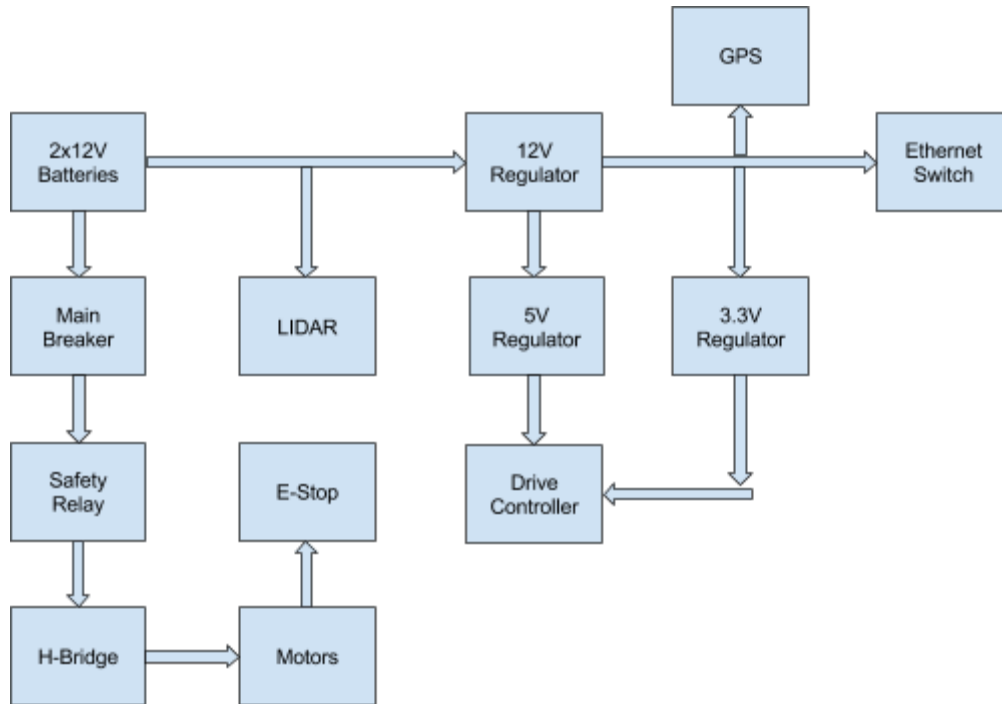 GPS
2x12V
Batteries
12V
Regulator
Ethernet
Switch
Main
Breaker
LIDAR
5V
Regulator
3.3V
Regulator
Safety
Relay
E-Stop
Drive
Controller
H-Bridge
Motors